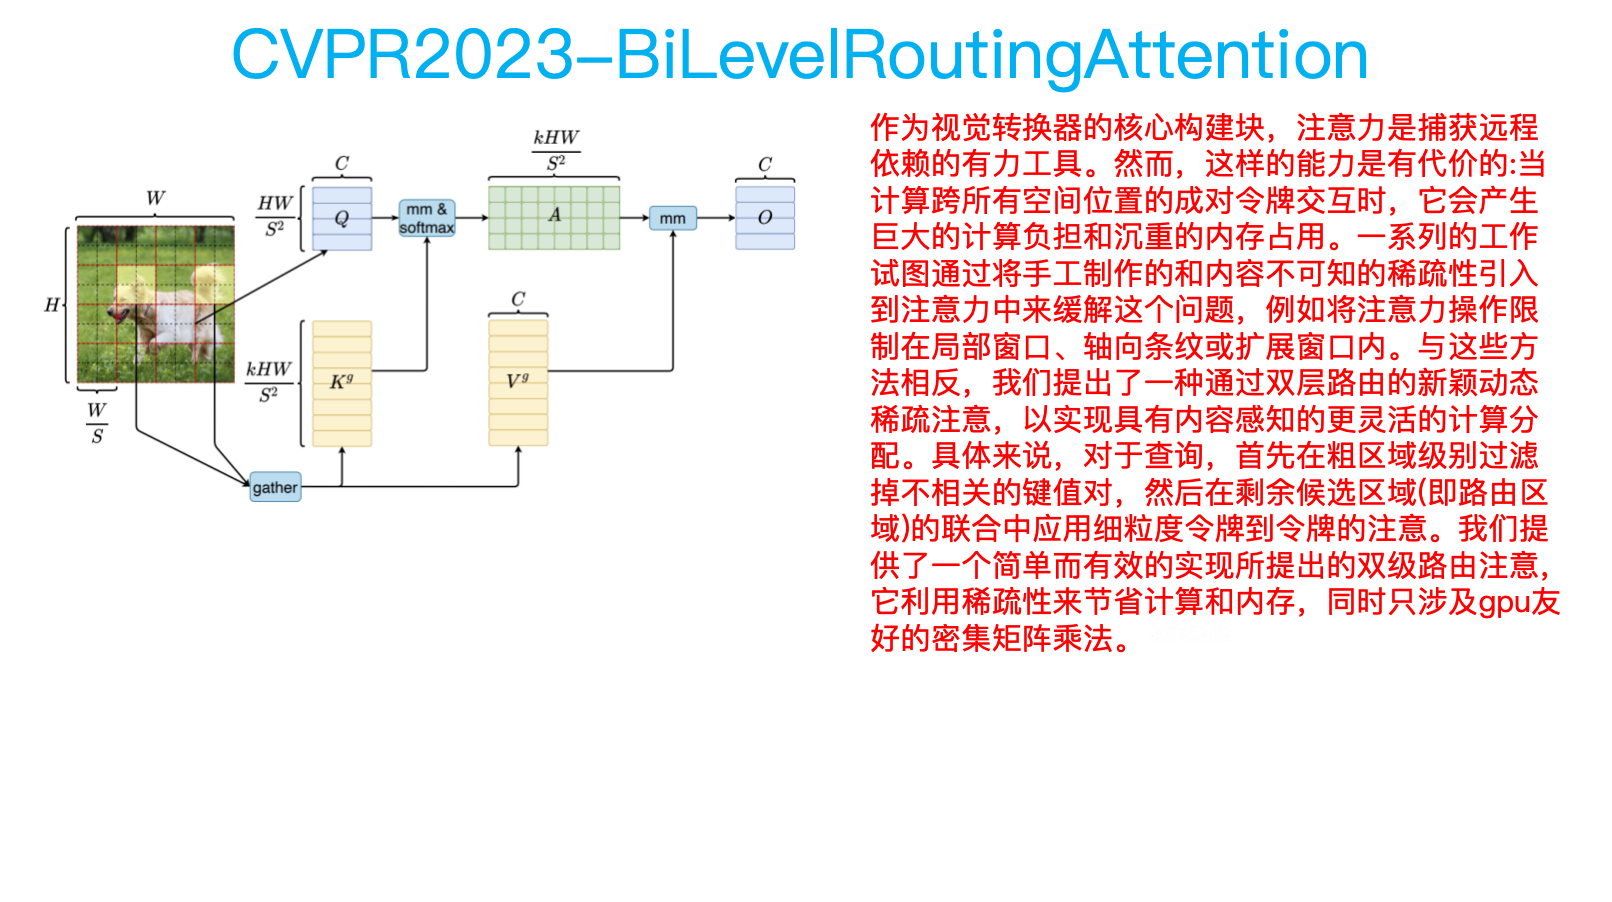 CVPR2023-BiLevelRoutingAttention
kHW
S²
C
C
W
HW
S²
Q
mm &
softmax
A
mm
O
H
C
kHW
S²
K^g
V^g
W
S
gather
作为视觉转换器的核心构建块，注意力是捕获远程
依赖的有力工具。然而，这样的能力是有代价的:当
计算跨所有空间位置的成对令牌交互时，它会产生
巨大的计算负担和沉重的内存占用。一系列的工作
试图通过将手工制作的和内容不可知的稀疏性引入
到注意力中来缓解这个问题，例如将注意力操作限
制在局部窗口、轴向条纹或扩展窗口内。与这些方
法相反，我们提出了一种通过双层路由的新颖动态
稀疏注意，以实现具有内容感知的更灵活的计算分
配。具体来说，对于查询，首先在粗区域级别过滤
掉不相关的键值对，然后在剩余候选区域(即路由区
域)的联合中应用细粒度令牌到令牌的注意。我们提
供了一个简单而有效的实现所提出的双级路由注意，
它利用稀疏性来节省计算和内存，同时只涉及gpu友
好的密集矩阵乘法。